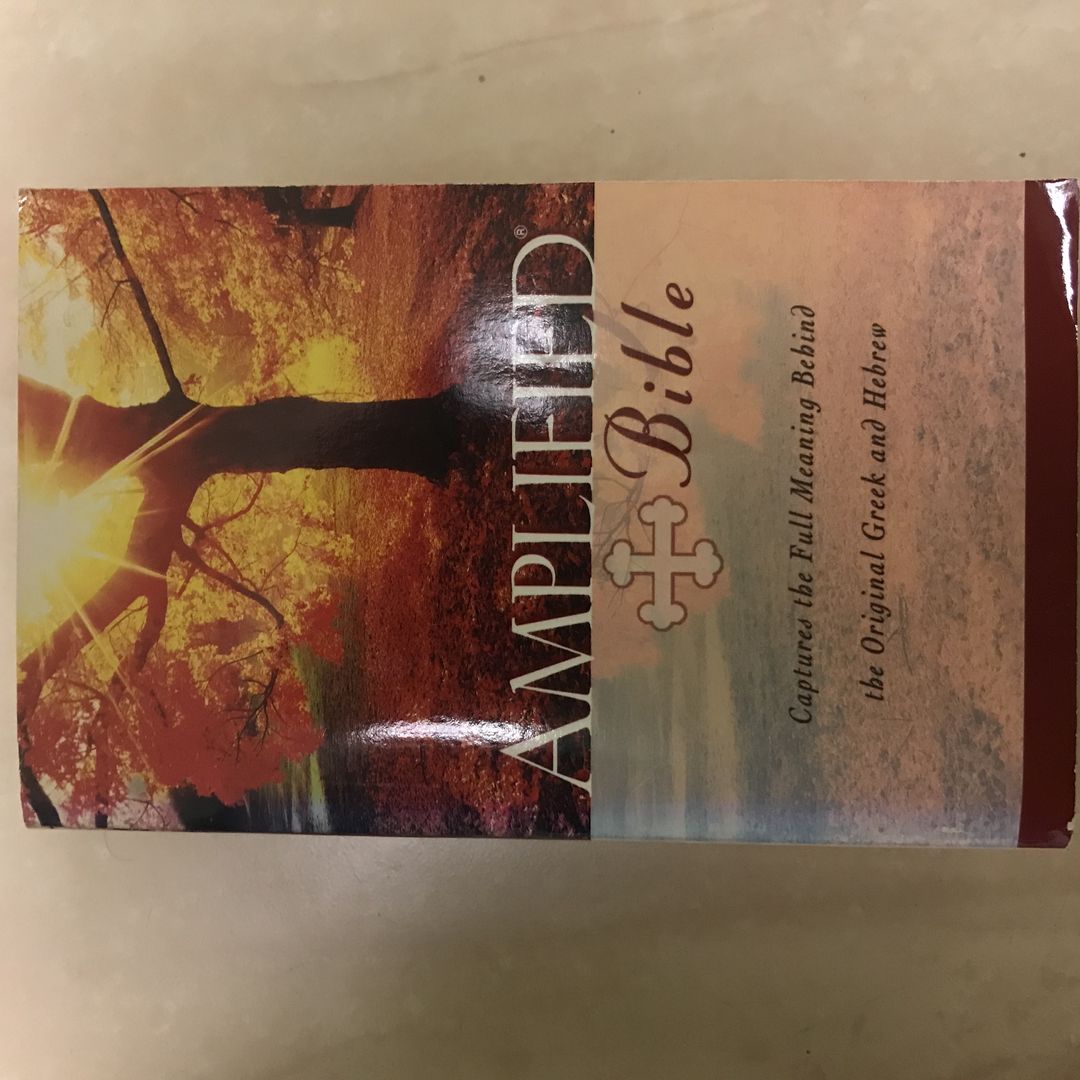 AMPLIFIED®
Bible
Captures the Full Meaning Behind
the Original Greek and Hebrew